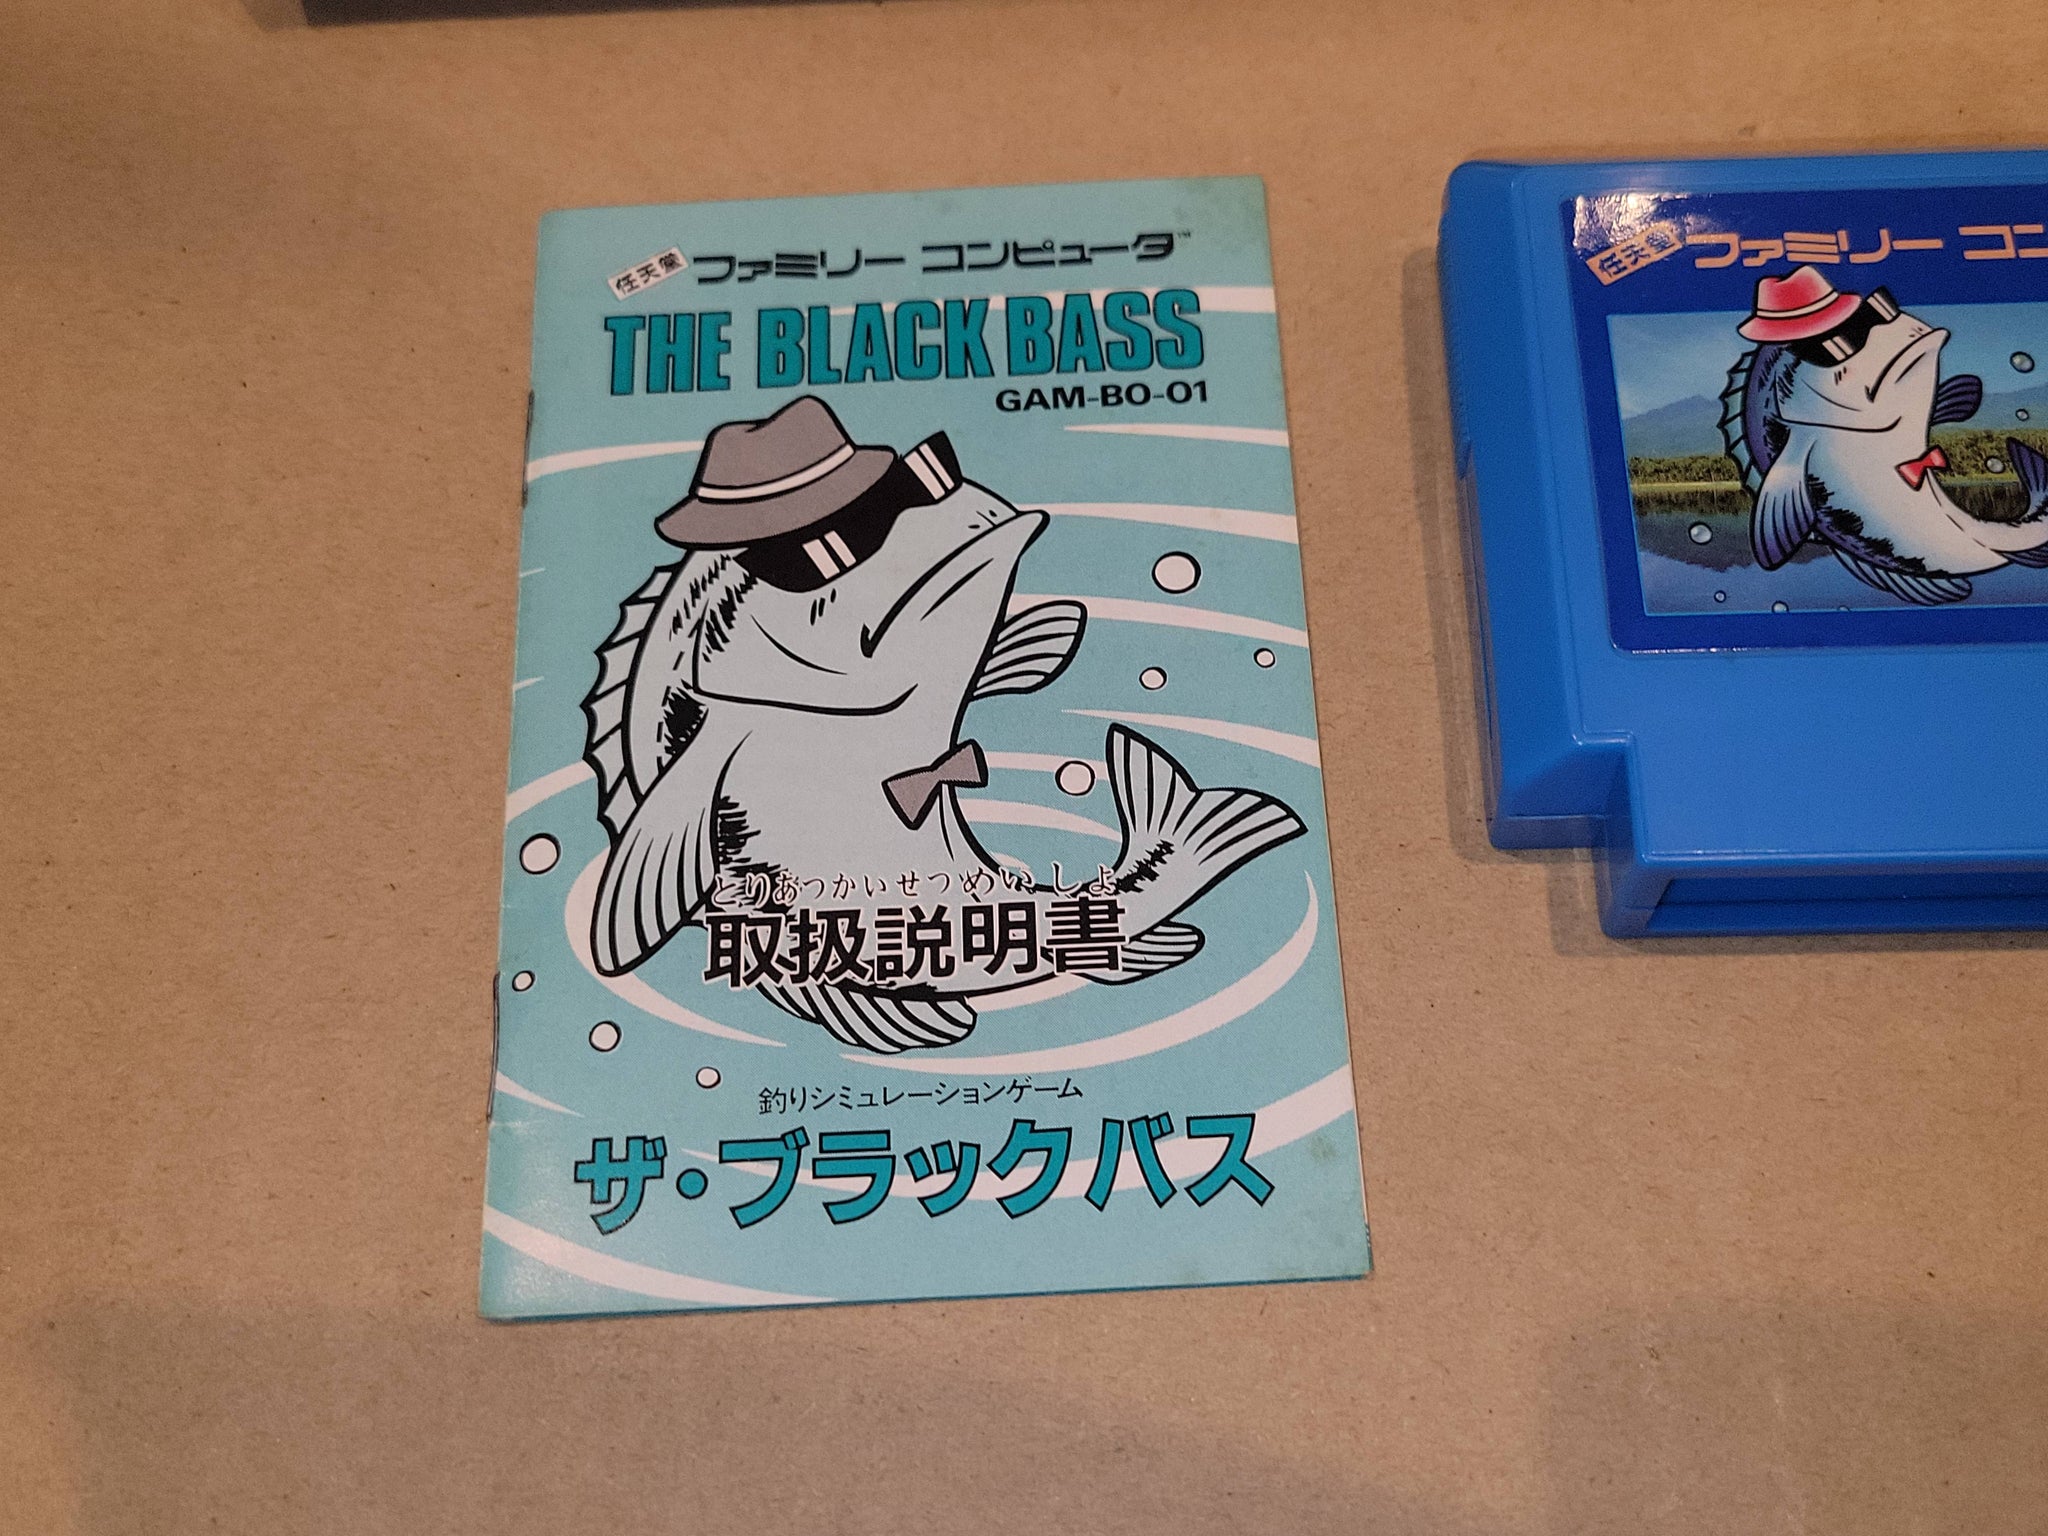 任天堂 ファミリー コンピュータ™
THE BLACK BASS
GAM-BO-01
とりあつかいせつめいしょ
取扱説明書
釣りシミュレーションゲーム
ザ・ブラックバス
任天堂 ファミリー コン